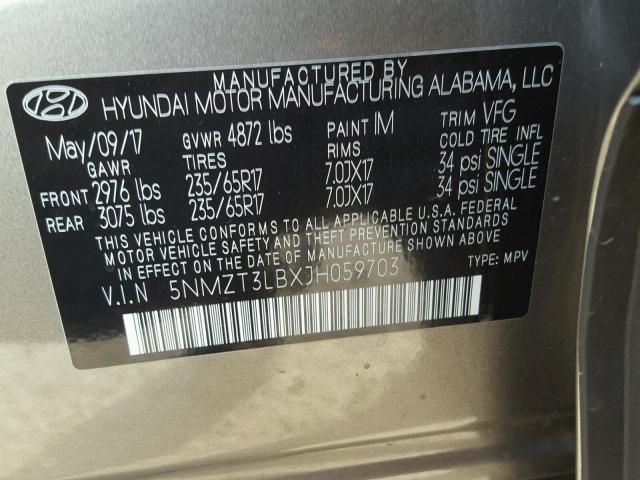 MANUFACTURED BY
HYUNDAI MOTOR MANUFACTURING ALABAMA, LLC
May/09/17 GVWR 4872 lbs PAINT IM TRIM VFG
GAWR TIRES RIMS COLD TIRE INFL
FRONT 2976 lbs 235/65R17 7.0JX17 34 psi SINGLE
REAR 3075 lbs 235/65R17 7.0JX17 34 psi SINGLE
THIS VEHICLE CONFORMS TO ALL APPLICABLE U.S.A. FEDERAL
MOTOR VEHICLE SAFETY, BUMPER, AND THEFT PREVENTION
STANDARDS IN EFFECT ON THE DATE OF MANUFACTURE SHOWN ABOVE.
V.I.N 5NMZT3LBXJH059703 TYPE: MPV